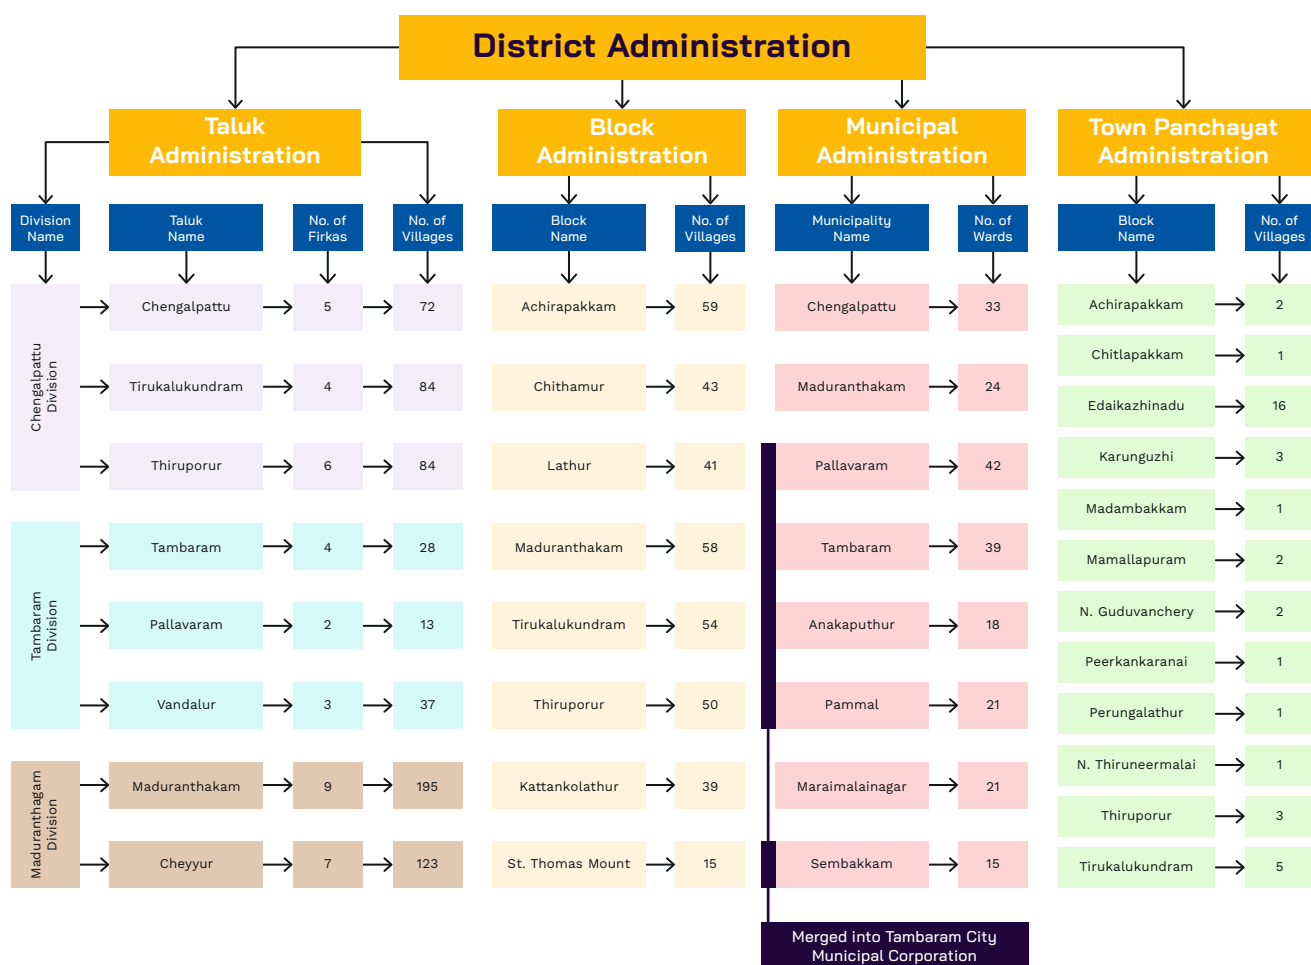 District Administration
Taluk
Administration
Block
Administration
Municipal
Administration
Town Panchayat
Administration
Division
Name
Taluk
Name
No. of
Firkas
No. of
Villages
Block
Name
No. of
Villages
Municipality
Name
No. of
Wards
Block
Name
No. of
Villages
Chengalpattu
Division
Chengalpattu
5
72
Tirukalukundram
4
84
Thiruporur
6
84
Tambaram
Division
Tambaram
4
28
Pallavaram
2
13
Vandalur
3
37
Maduranthagam
Division
Maduranthakam
9
195
Cheyyur
7
123
Achirapakkam
59
Chithamur
43
Lathur
41
Maduranthakam
58
Tirukalukundram
54
Thiruporur
50
Kattankolathur
39
St. Thomas Mount
15
Chengalpattu
33
Maduranthakam
24
Pallavaram
42
Tambaram
39
Anakaputhur
18
Pammal
21
Maraimalainagar
21
Sembakkam
15
Merged into Tambaram City
Municipal Corporation
Achirapakkam
2
Chitlapakkam
1
Edaikazhinadu
16
Karunguzhi
3
Madambakkam
1
Mamallapuram
2
N. Guduvanchery
2
Peerkankaranai
1
Perungalathur
1
N. Thiruneermalai
1
Thiruporur
3
Tirukalukundram
5